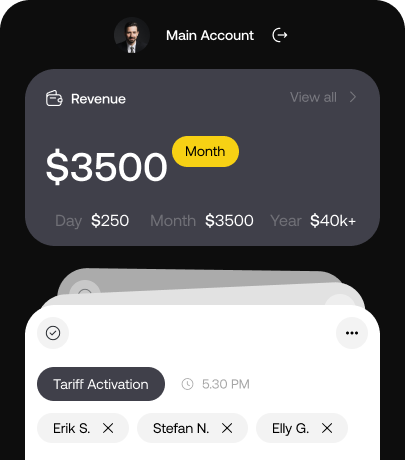 Main Account
Revenue
View all
$3500
Month
Day $250 Month $3500 Year $40k+
Tariff Activation
5.30 PM
Erik S. Stefan N. Elly G.